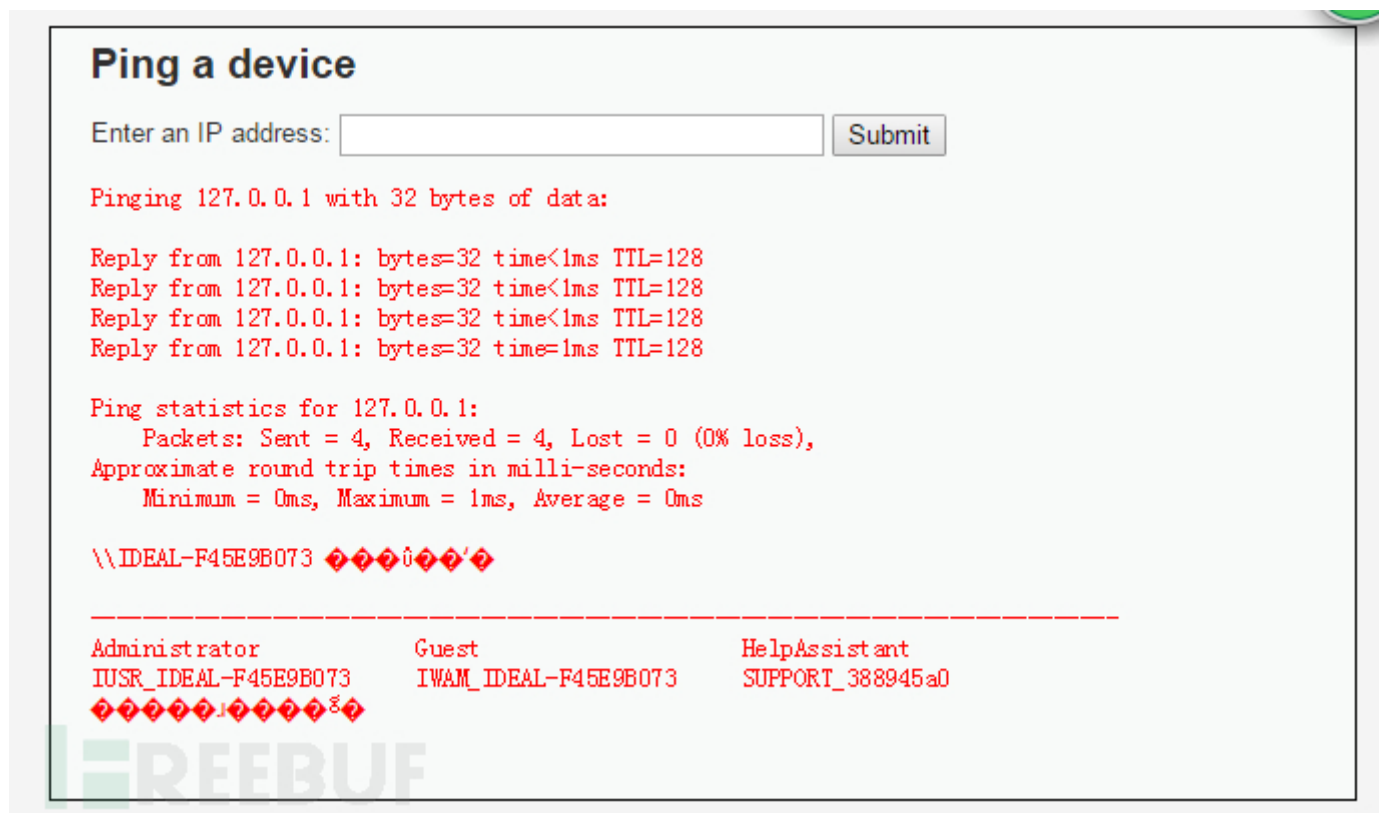 Ping a device
Enter an IP address: Submit
Pinging 127.0.0.1 with 32 bytes of data:
Reply from 127.0.0.1: bytes=32 time<1ms TTL=128
Reply from 127.0.0.1: bytes=32 time<1ms TTL=128
Reply from 127.0.0.1: bytes=32 time<1ms TTL=128
Reply from 127.0.0.1: bytes=32 time=1ms TTL=128
Ping statistics for 127.0.0.1:
Packets: Sent = 4, Received = 4, Lost = 0 (0% loss),
Approximate round trip times in milli-seconds:
Minimum = 0ms, Maximum = 1ms, Average = 0ms
\\IDEAL-F45E9B073 ���û��ʻ�
Administrator Guest HelpAssistant
IUSR_IDEAL-F45E9B073 IWAM_IDEAL-F45E9B073 SUPPORT_388945a0
REEBUF